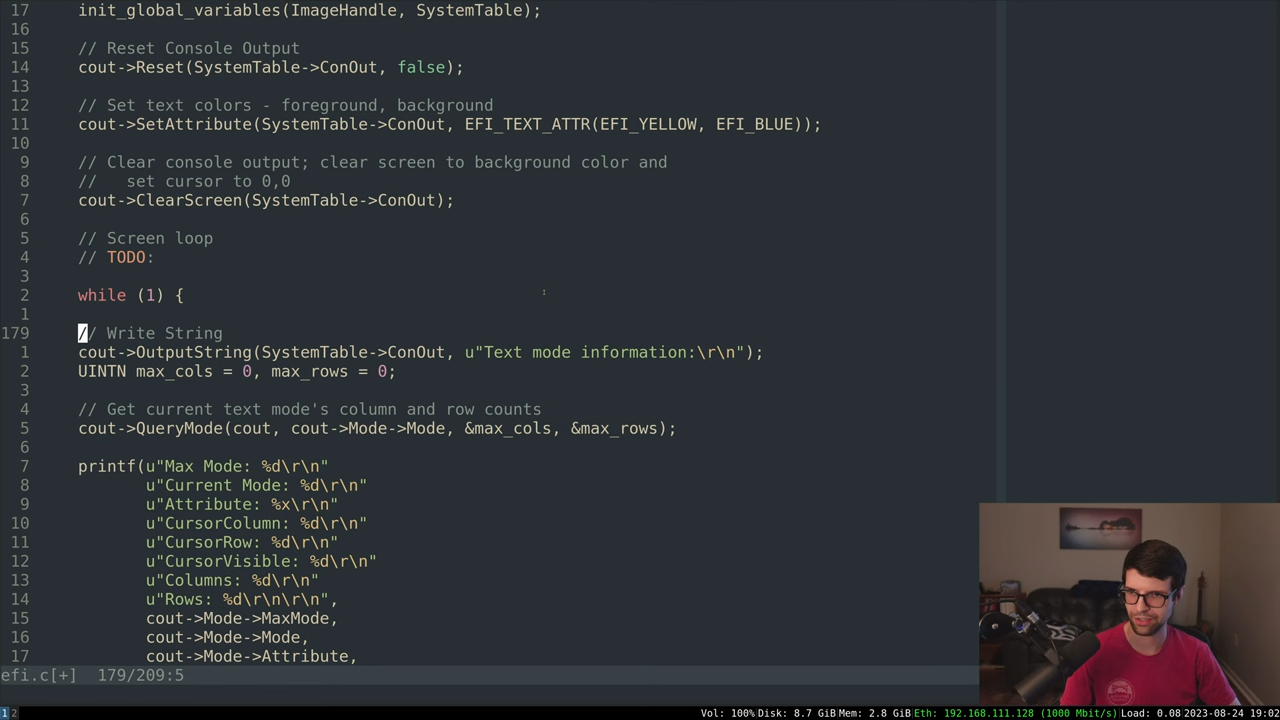 17     init_global_variables(ImageHandle, SystemTable);
16
15     // Reset Console Output
14     cout->Reset(SystemTable->ConOut, false);
13
12     // Set text colors - foreground, background
11     cout->SetAttribute(SystemTable->ConOut, EFI_TEXT_ATTR(EFI_YELLOW, EFI_BLUE));
10
9     // Clear console output; clear screen to background color and
8     //   set cursor to 0,0
7     cout->ClearScreen(SystemTable->ConOut);
6
5     // Screen loop
4     // TODO:
3
2     while (1) {
1
179     // Write String
1     cout->OutputString(SystemTable->ConOut, u"Text mode information:\r\n");
2     UINTN max_cols = 0, max_rows = 0;
3
4     // Get current text mode's column and row counts
5     cout->QueryMode(cout, cout->Mode->Mode, &max_cols, &max_rows);
6
7     printf(u"Max Mode: %d\r\n"
8            u"Current Mode: %d\r\n"
9            u"Attribute: %x\r\n"
10            u"CursorColumn: %d\r\n"
11            u"CursorRow: %d\r\n"
12            u"CursorVisible: %d\r\n"
13            u"Columns: %d\r\n"
14            u"Rows: %d\r\n\r\n",
15            cout->Mode->MaxMode,
16            cout->Mode->Mode,
17            cout->Mode->Attribute,
efi.c[+]  179/209:5
1 2 Vol: 100% Disk: 8.7 GiB Mem: 2.8 GiB Eth: 192.168.111.128 (1000 Mbit/s) Load: 0.08 2023-08-24 19:02